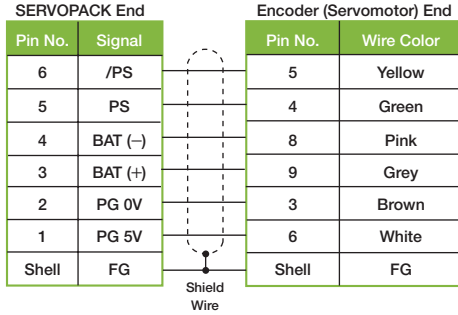 SERVOPACK End Encoder (Servomotor) End
Pin No. Signal Pin No. Wire Color
6 /PS 5 Yellow
5 PS 4 Green
4 BAT (−) 8 Pink
3 BAT (+) 9 Grey
2 PG 0V 3 Brown
1 PG 5V 6 White
Shell FG Shell FG
Shield
Wire